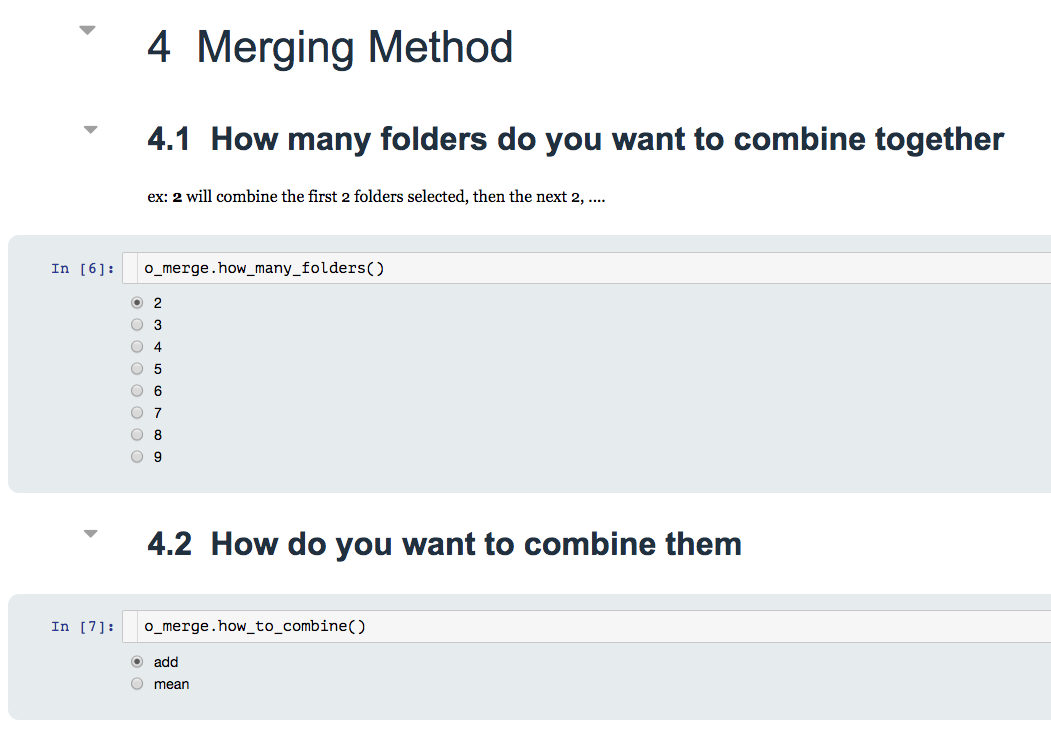 4 Merging Method
4.1 How many folders do you want to combine together
ex: 2 will combine the first 2 folders selected, then the next 2, ....
In [6]: o_merge.how_many_folders()
2
3
4
5
6
7
8
9
4.2 How do you want to combine them
In [7]: o_merge.how_to_combine()
add
mean